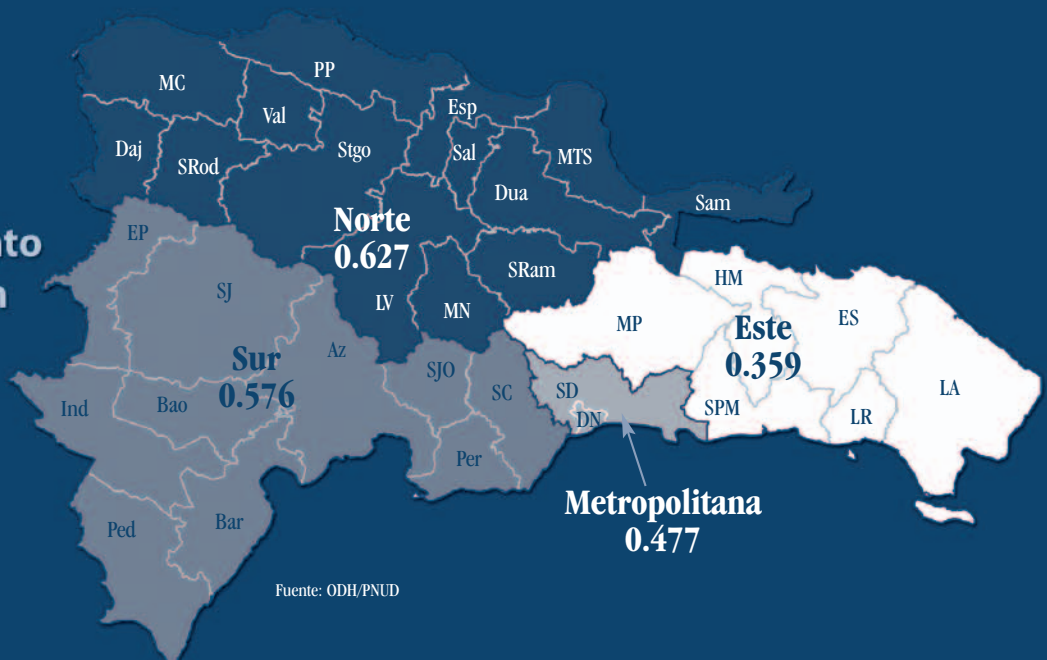 MC
PP
Val
Esp
Daj
SRod
Stgo
Sal
MTS
Dua
Sam
Norte
0.627
EP
SJ
LV
MN
SRam
HM
MP
ES
Este
0.359
Az
Sur
0.576
SJO
SC
SD
DN
SPM
LR
LA
Ind
Bao
Per
Ped
Bar
Metropolitana
0.477
Fuente: ODH/PNUD